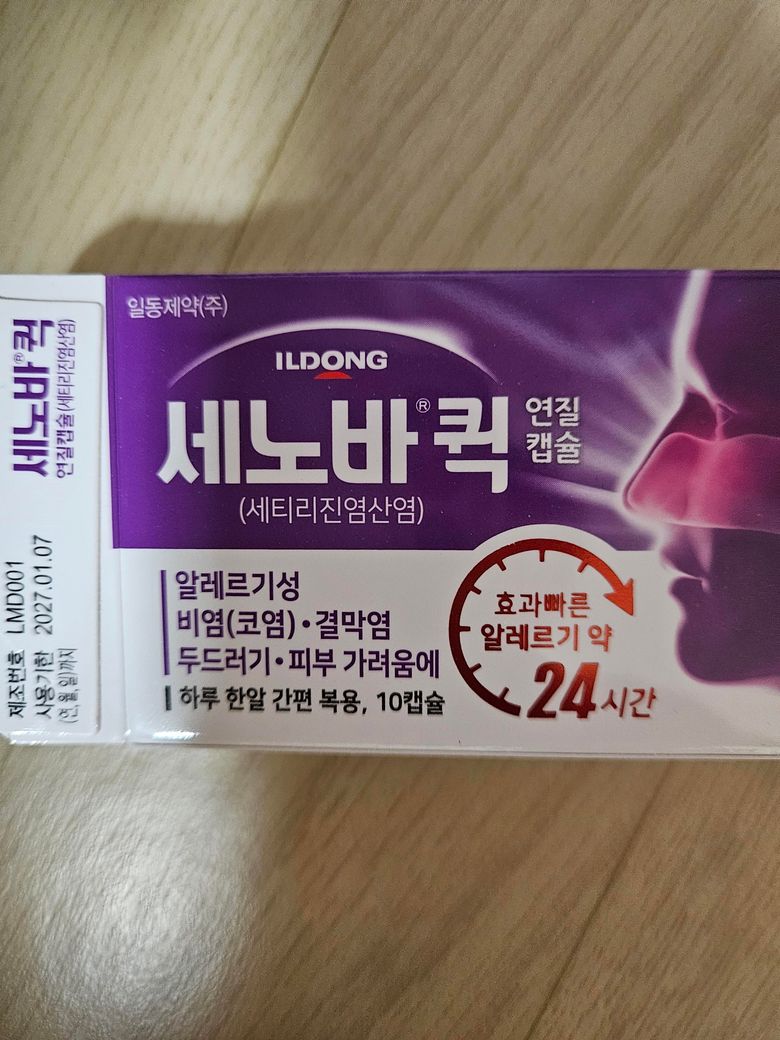 일동제약(주)
ILDONG
세노바®퀵 연질캡슐
(세티리진염산염)
알레르기성
비염(코염)·결막염
두드러기·피부 가려움에
하루 한알 간편 복용, 10캡슐
효과빠른
알레르기 약
24시간
세노바®퀵
연질캡슐(세티리진염산염)
제조번호 LMD001
사용기한 2027.01.07
(연,월,일)까지